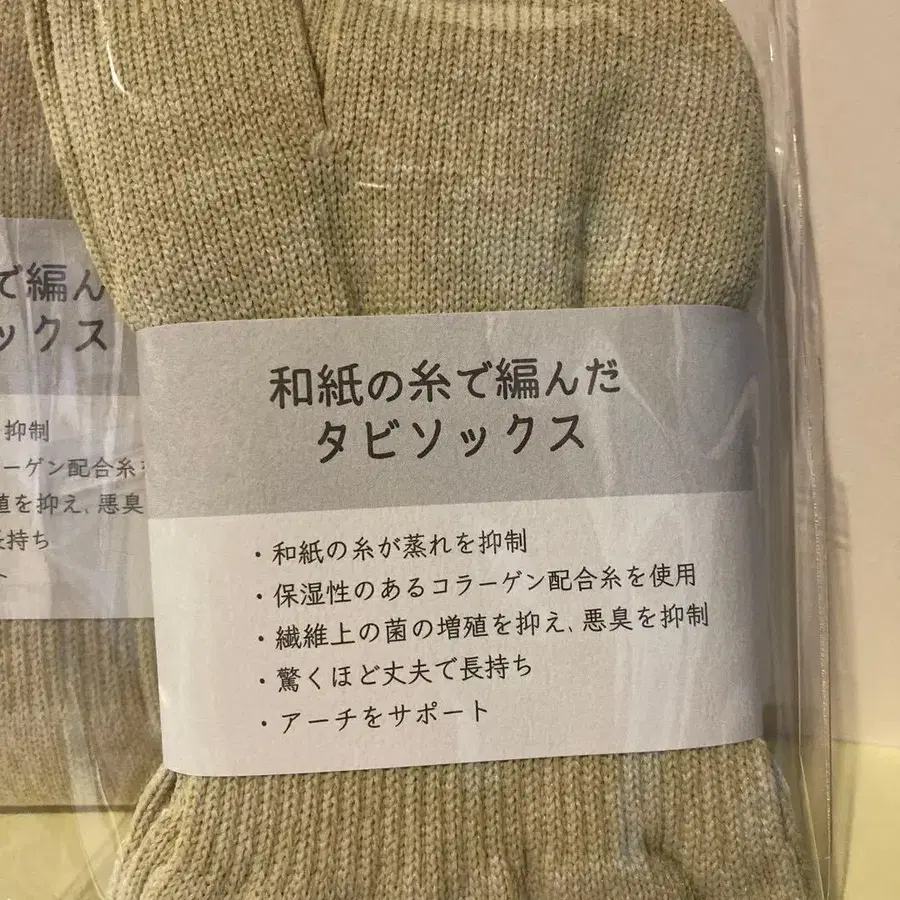 で編ん
ックス
抑制
ーゲン配合糸
殖を抑え、悪臭
長持ち
和紙の糸で編んだ
タビソックス
・和紙の糸が蒸れを抑制
・保湿性のあるコラーゲン配合糸を使用
・繊維上の菌の増殖を抑え、悪臭を抑制
・驚くほど丈夫で長持ち
・アーチをサポート